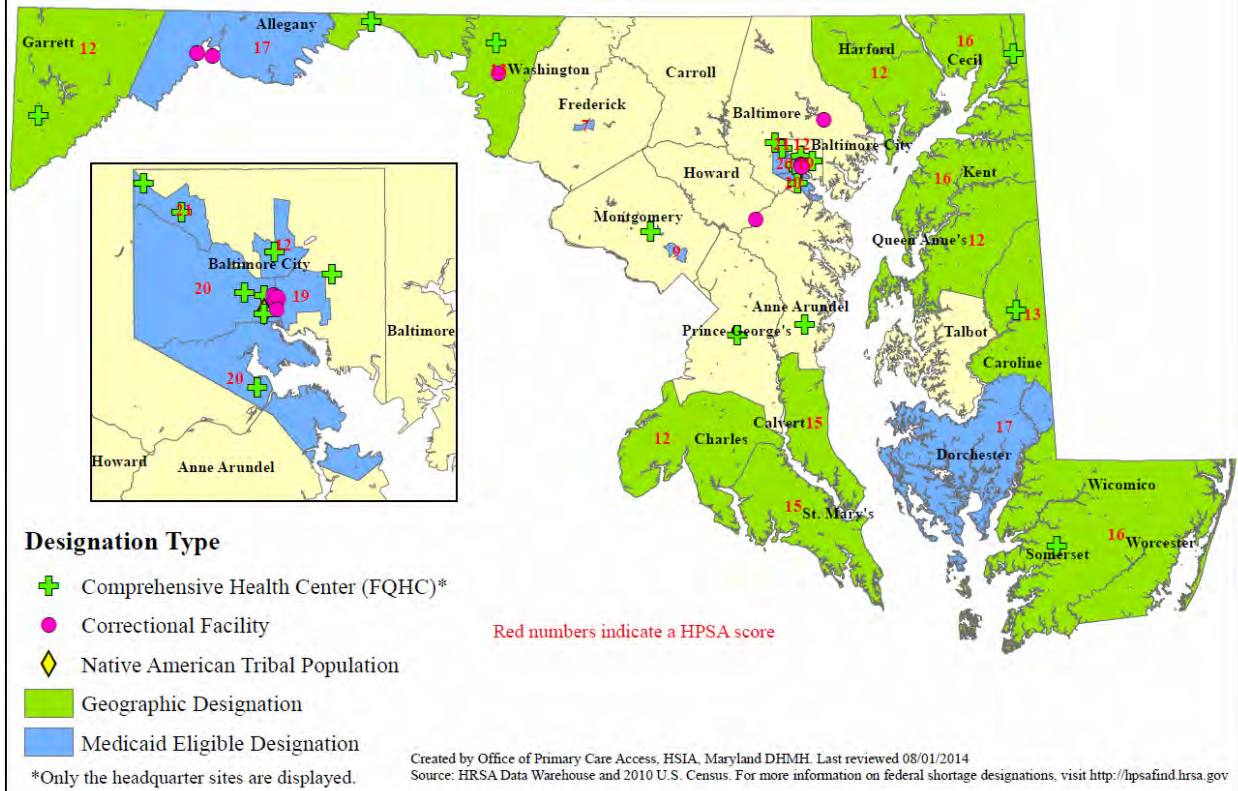 Allegany
17
Garrett
12
Washington
Carroll
Frederick
7
Harford
12
16
Cecil
Baltimore
12
Baltimore City
Howard
Montgomery
9
16
Kent
Queen Anne's
12
Anne Arundel
Prince George's
Talbot
13
Caroline
Calvert
15
12
Charles
15
St. Mary's
17
Dorchester
Wicomico
16
Worcester
Somerset
21
12
Baltimore City
20
19
Baltimore
20
Howard
Anne Arundel
Designation Type
Comprehensive Health Center (FQHC)*
Correctional Facility
Native American Tribal Population
Geographic Designation
Medicaid Eligible Designation
*Only the headquarter sites are displayed.
Red numbers indicate a HPSA score
Created by Office of Primary Care Access, HSIA, Maryland DHMH. Last reviewed 08/01/2014
Source: HRSA Data Warehouse and 2010 U.S. Census. For more information on federal shortage designations, visit http://hpsafind.hrsa.gov